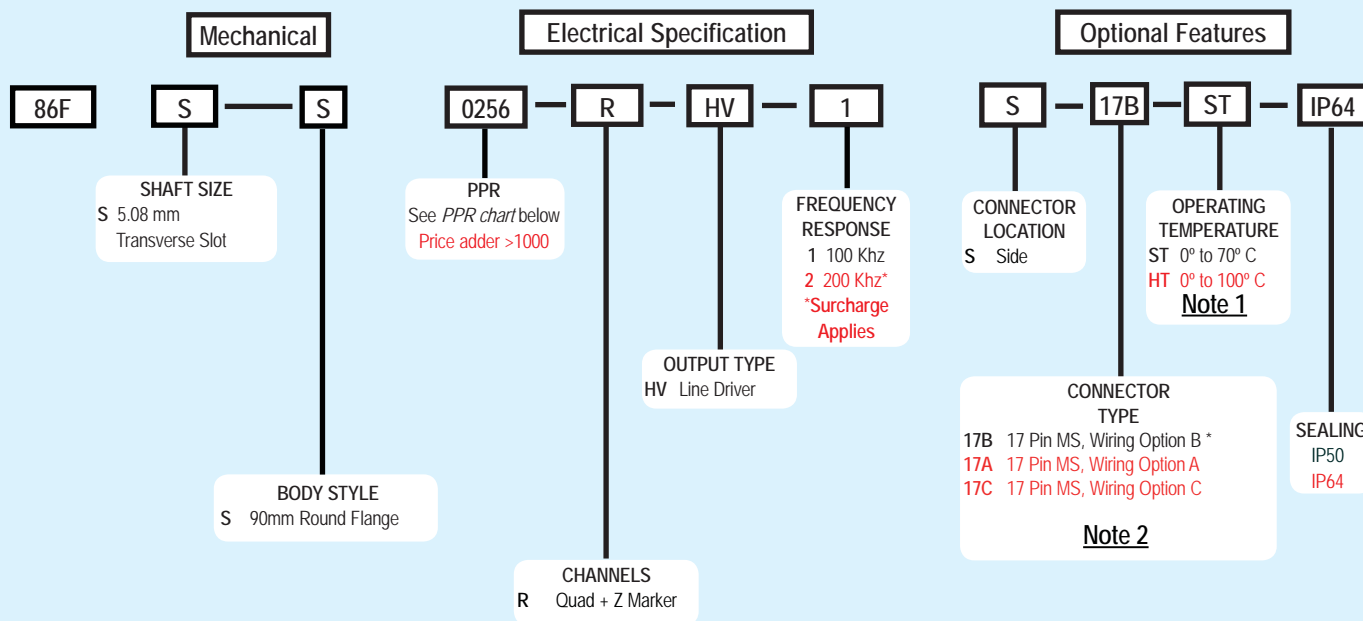 Mechanical
Electrical Specification
Optional Features
86F S S 0256 R HV 1 S 17B ST IP64
SHAFT SIZE
S 5.08 mm
Transverse Slot
PPR
See PPR chart below
Price adder >1000
FREQUENCY
RESPONSE
1 100 Khz
2 200 Khz*
*Surcharge
Applies
CONNECTOR
LOCATION
S Side
OPERATING
TEMPERATURE
ST 0º to 70º C
HT 0º to 100º C
Note 1
OUTPUT TYPE
HV Line Driver
CONNECTOR
TYPE
17B 17 Pin MS, Wiring Option B *
17A 17 Pin MS, Wiring Option A
17C 17 Pin MS, Wiring Option C
Note 2
SEALING
IP50
IP64
BODY STYLE
S 90mm Round Flange
CHANNELS
R Quad + Z Marker